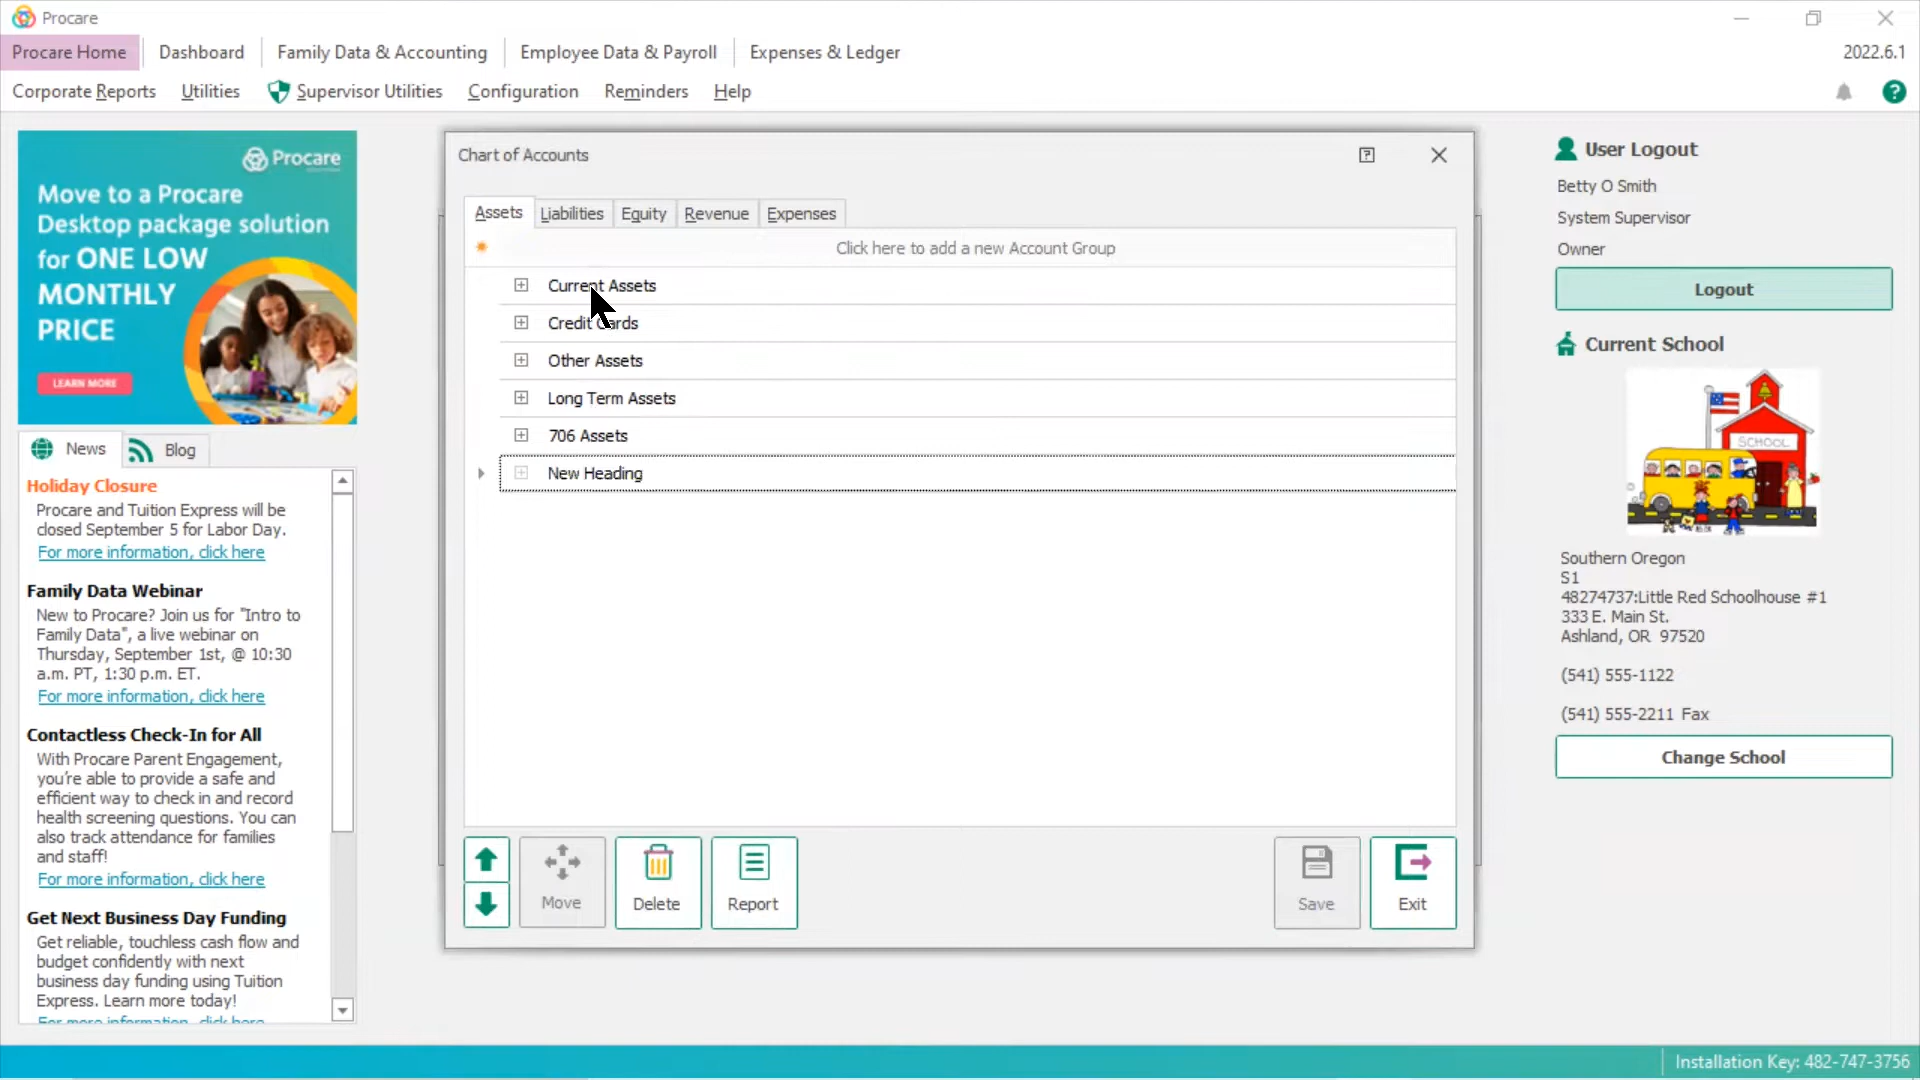 Procare
Procare Home
Dashboard
Family Data & Accounting
Employee Data & Payroll
Expenses & Ledger
2022.6.1
Corporate Reports
Utilities
Supervisor Utilities
Configuration
Reminders
Help
?
Procare
Move to a Procare
Desktop package solution
for ONE LOW
MONTHLY
PRICE
LEARN MORE
News
Blog
Holiday Closure
Procare and Tuition Express will be
closed September 5 for Labor Day.
For more information, click here
Family Data Webinar
New to Procare? Join us for "Intro to
Family Data", a live webinar on
Thursday, September 1st, @ 10:30
a.m. PT, 1:30 p.m. ET.
For more information, click here
Contactless Check-In for All
With Procare Parent Engagement,
you're able to provide a safe and
efficient way to check in and record
health screening questions. You can
also track attendance for families
and staff!
For more information, click here
Get Next Business Day Funding
Get reliable, touchless cash flow and
budget confidently with next
business day funding using Tuition
Express. Learn more today!
For more information, click here
Chart of Accounts
?
Assets
Liabilities
Equity
Revenue
Expenses
Click here to add a new Account Group
Current Assets
Credit Cards
Other Assets
Long Term Assets
706 Assets
New Heading
Move
Delete
Report
Save
Exit
User Logout
Betty O Smith
System Supervisor
Owner
Logout
Current School
SCHOOL
Southern Oregon
S1
48274737:Little Red Schoolhouse #1
333 E. Main St.
Ashland, OR 97520
(541) 555-1122
(541) 555-2211 Fax
Change School
Installation Key: 482-747-3756